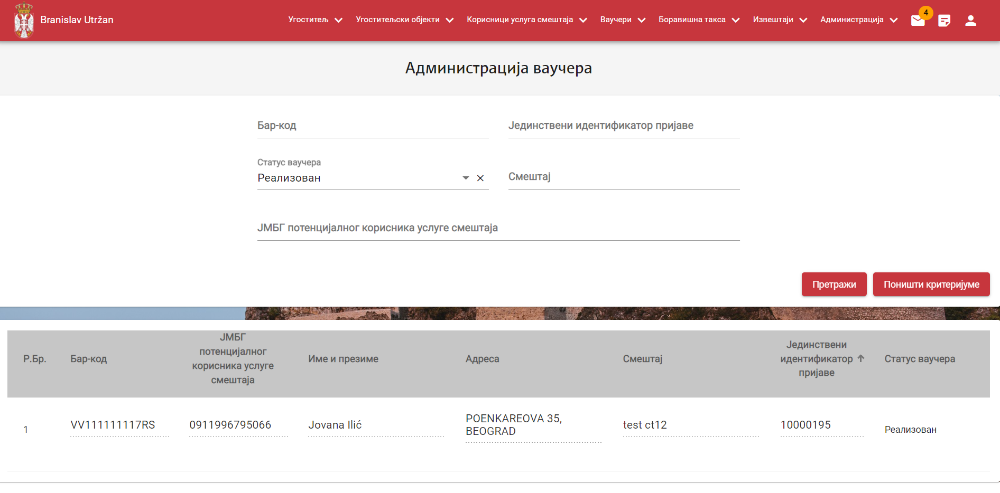 Branislav Utržan
Угоститељ
Угоститељски објекти
Корисници услуга смештаја
Ваучери
Боравишна такса
Извештаји
Администрација
4
Администрација ваучера
Бар-код
Јединствени идентификатор пријаве
Статус ваучера
Реализован
Смештај
ЈМБГ потенцијалног корисника услуге смештаја
Претражи
Поништи критеријуме
Р.Бр.
Бар-код
ЈМБГ
потенцијалног
корисника услуге
смештаја
Име и презиме
Адреса
Смештај
Јединствени
идентификатор
пријаве
Статус ваучера
1
VV111111117RS
0911996795066
Jovana Ilić
POENKAREOVA 35,
BEOGRAD
test ct12
10000195
Реализован